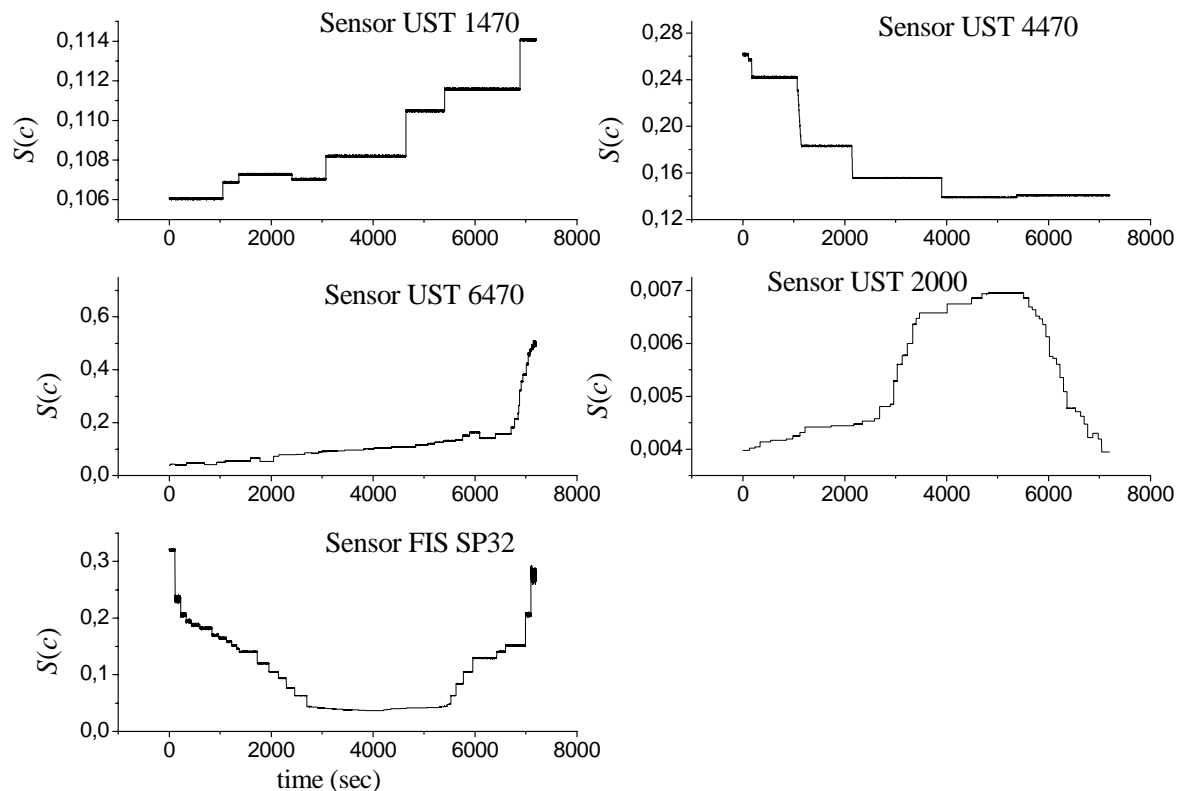 Sensor UST 1470
S(c)
0,114
0,112
0,110
0,108
0,106
0 2000 4000 6000 8000
Sensor UST 4470
S(c)
0,28
0,24
0,20
0,16
0,12
0 2000 4000 6000 8000
Sensor UST 6470
S(c)
0,6
0,4
0,2
0,0
0 2000 4000 6000 8000
Sensor UST 2000
S(c)
0,007
0,006
0,005
0,004
0 2000 4000 6000 8000
Sensor FIS SP32
S(c)
0,3
0,2
0,1
0,0
0 2000 4000 6000 8000
time (sec)